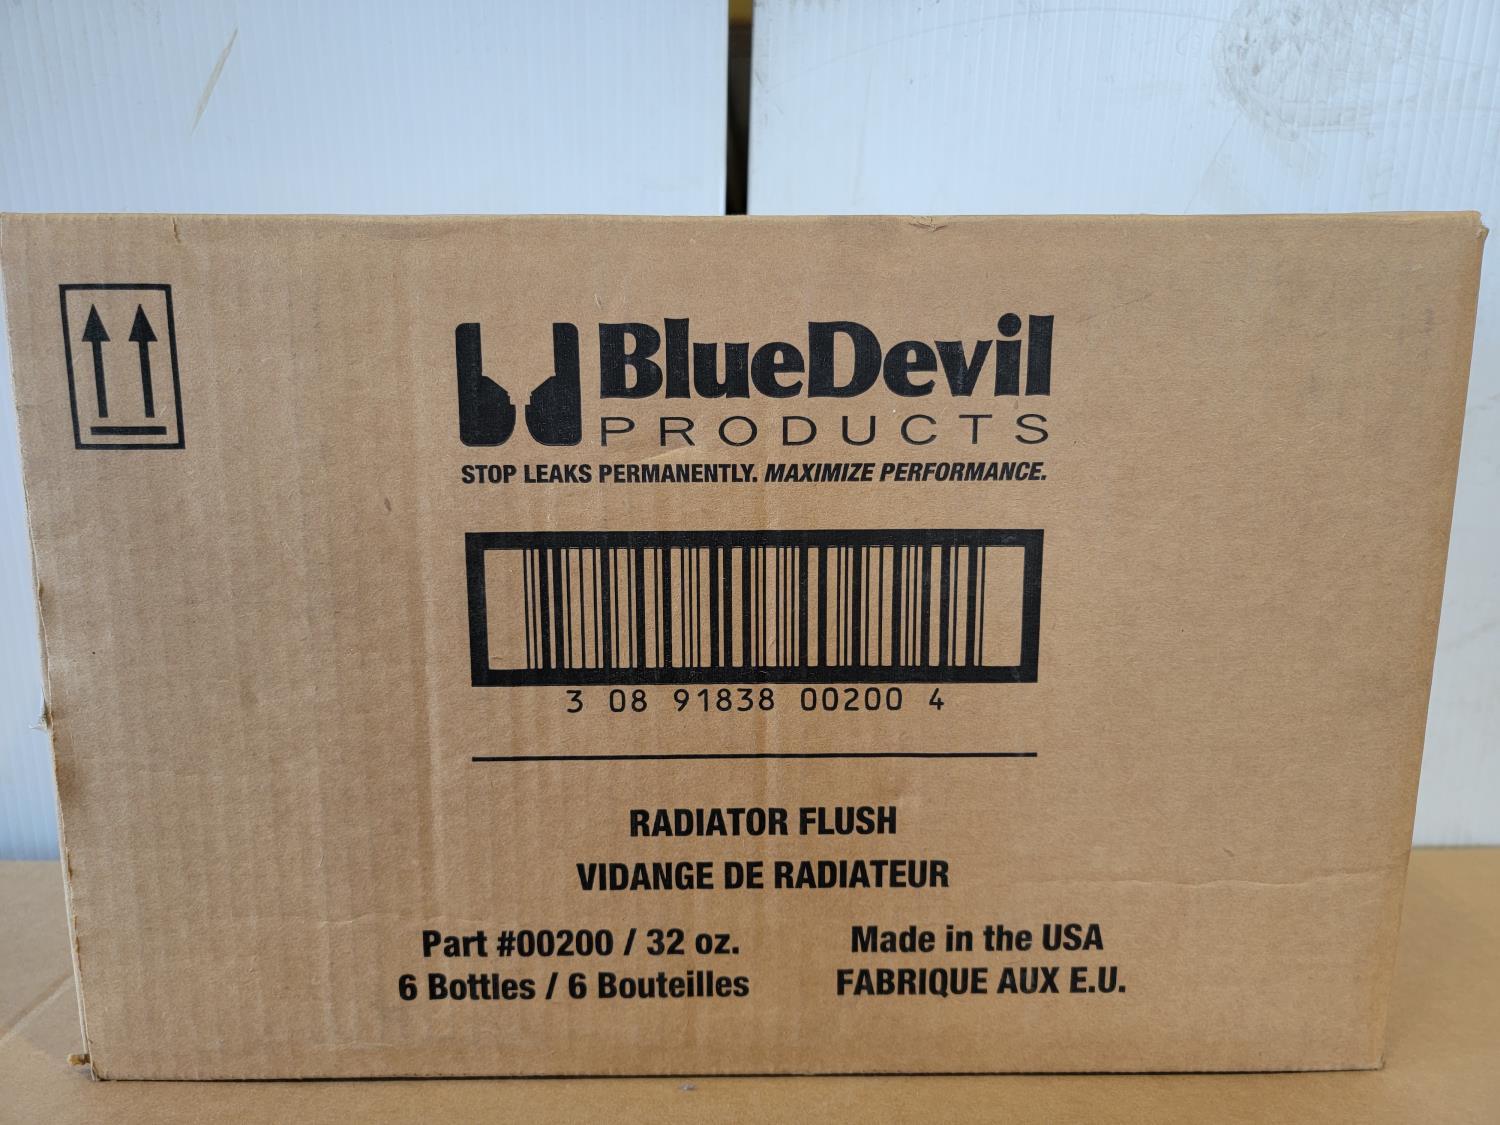 BlueDevil
PRODUCTS
STOP LEAKS PERMANENTLY. MAXIMIZE PERFORMANCE.
3 08 91838 00200 4
RADIATOR FLUSH
VIDANGE DE RADIATEUR
Part #00200 / 32 oz.
6 Bottles / 6 Bouteilles
Made in the USA
FABRIQUE AUX E.U.